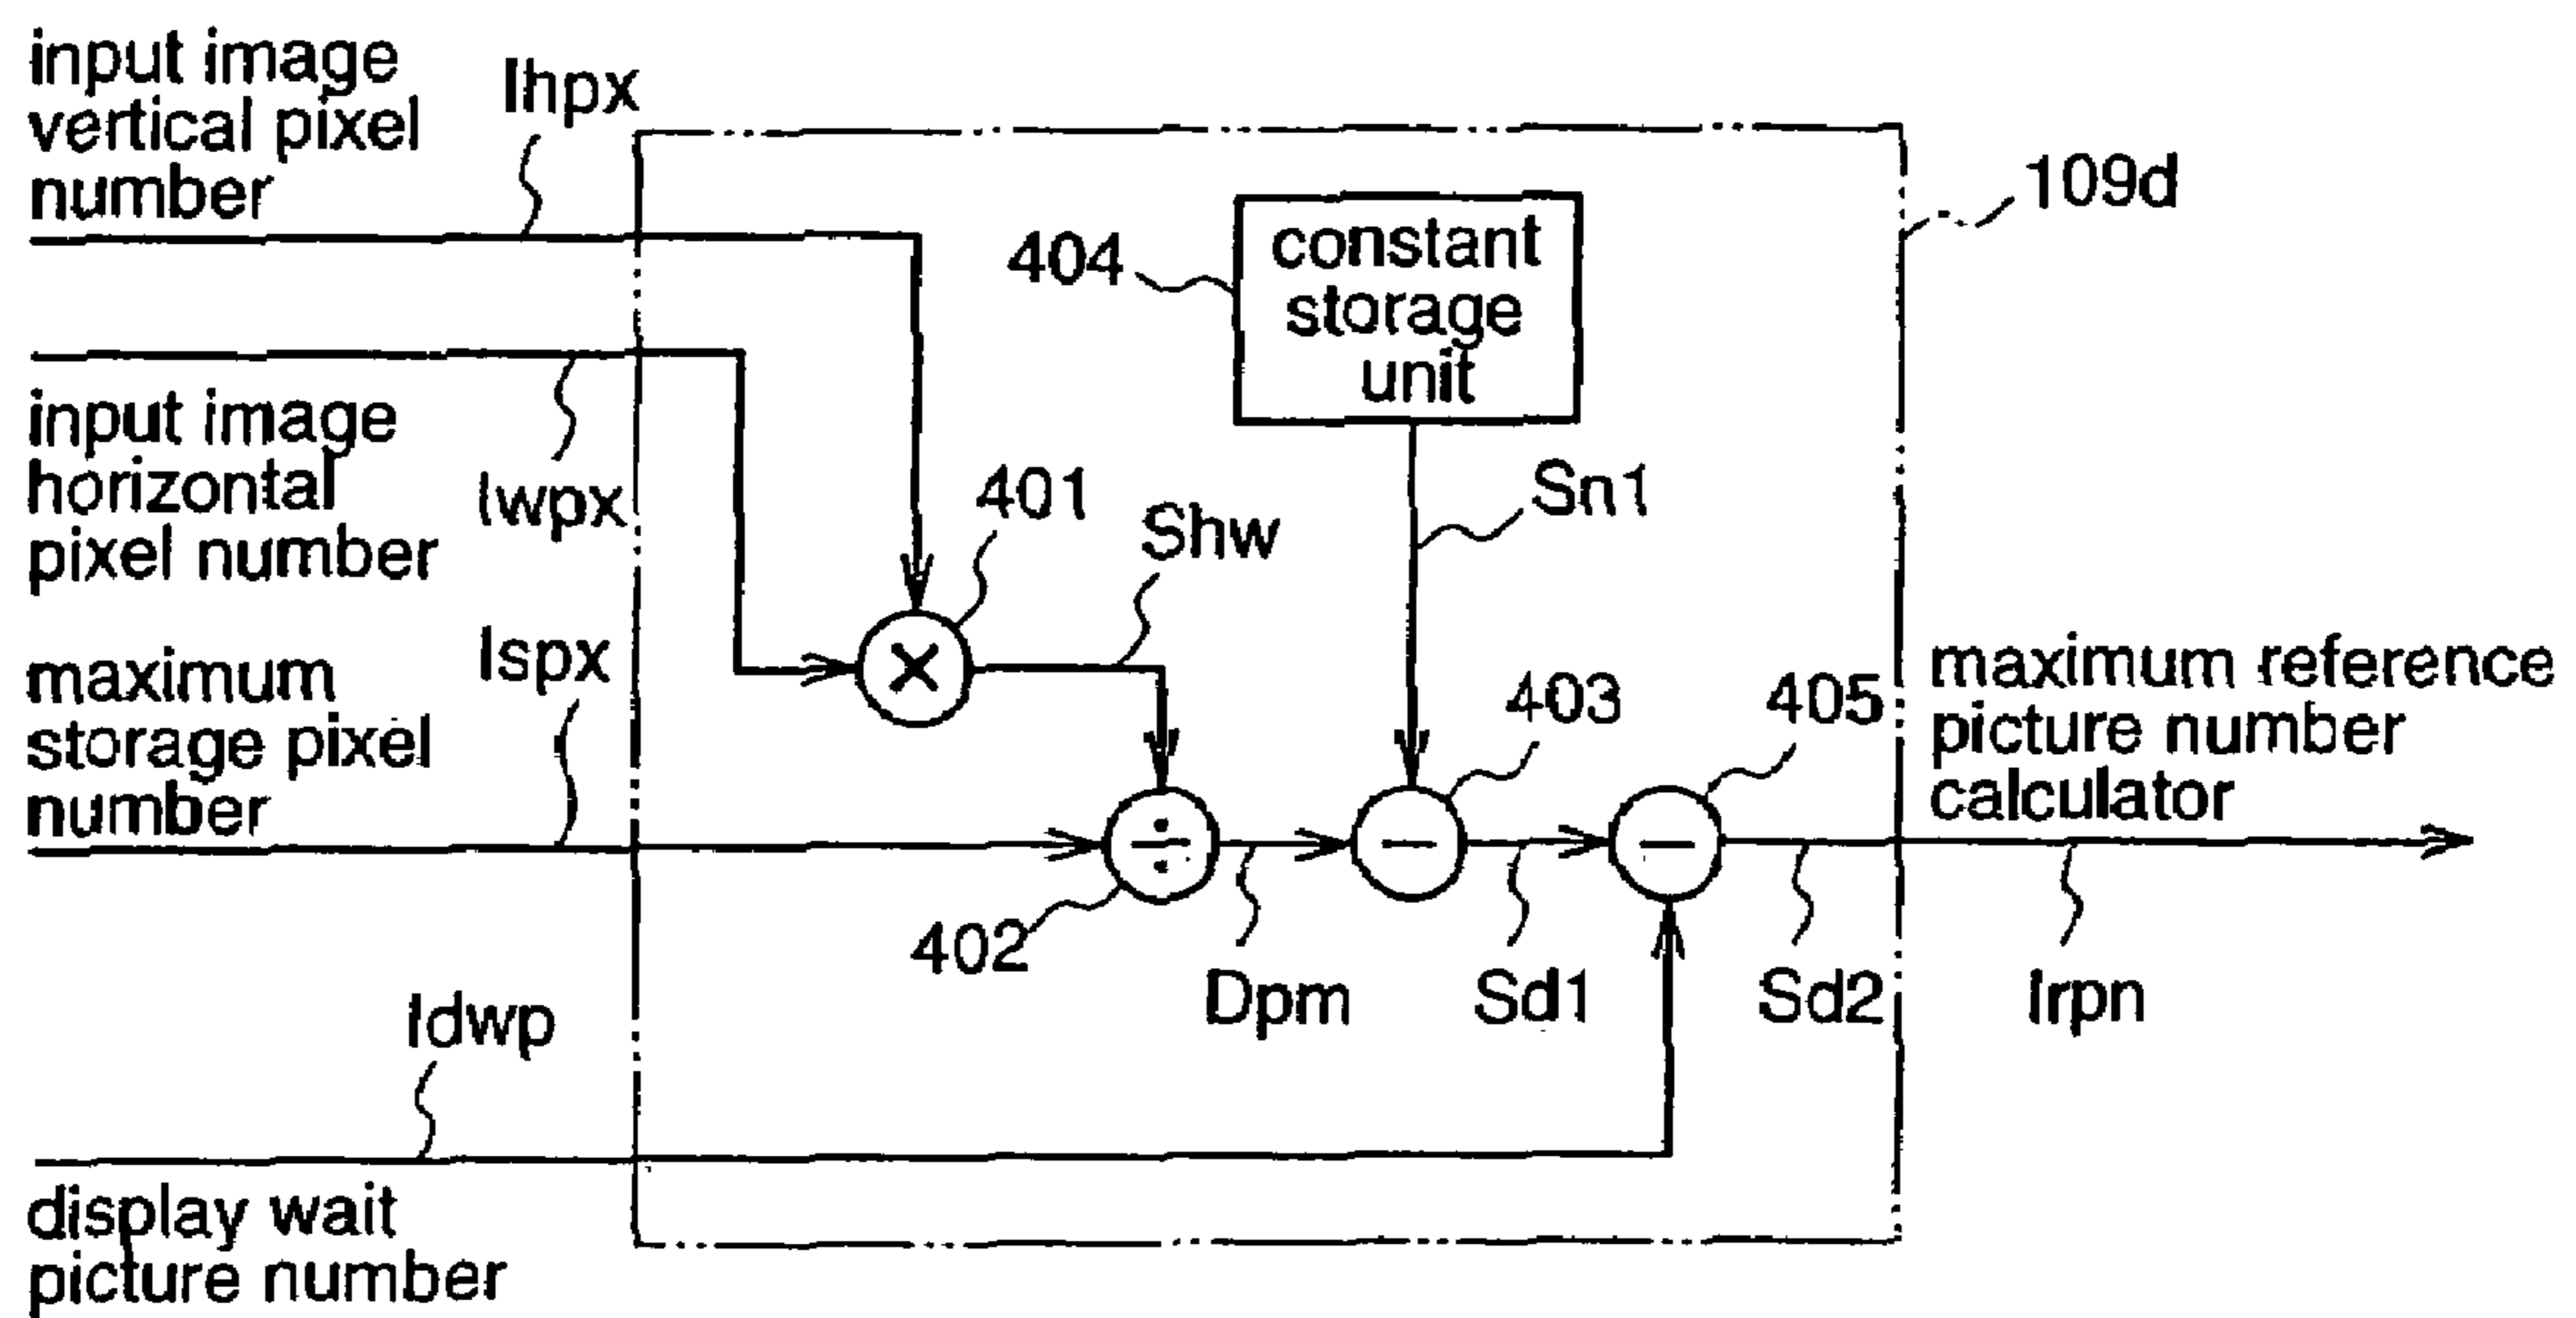 input image
vertical pixel
number
Ihpx
109d
404
constant
storage
unit
input image
horizontal
pixel number
Iwpx
401
Shw
Sn1
maximum
storage pixel
number
Ispx
×
403
405
maximum reference
picture number
calculator
÷
−
−
402
Dpm
Sd1
Sd2
Irpn
Idwp
display wait
picture number